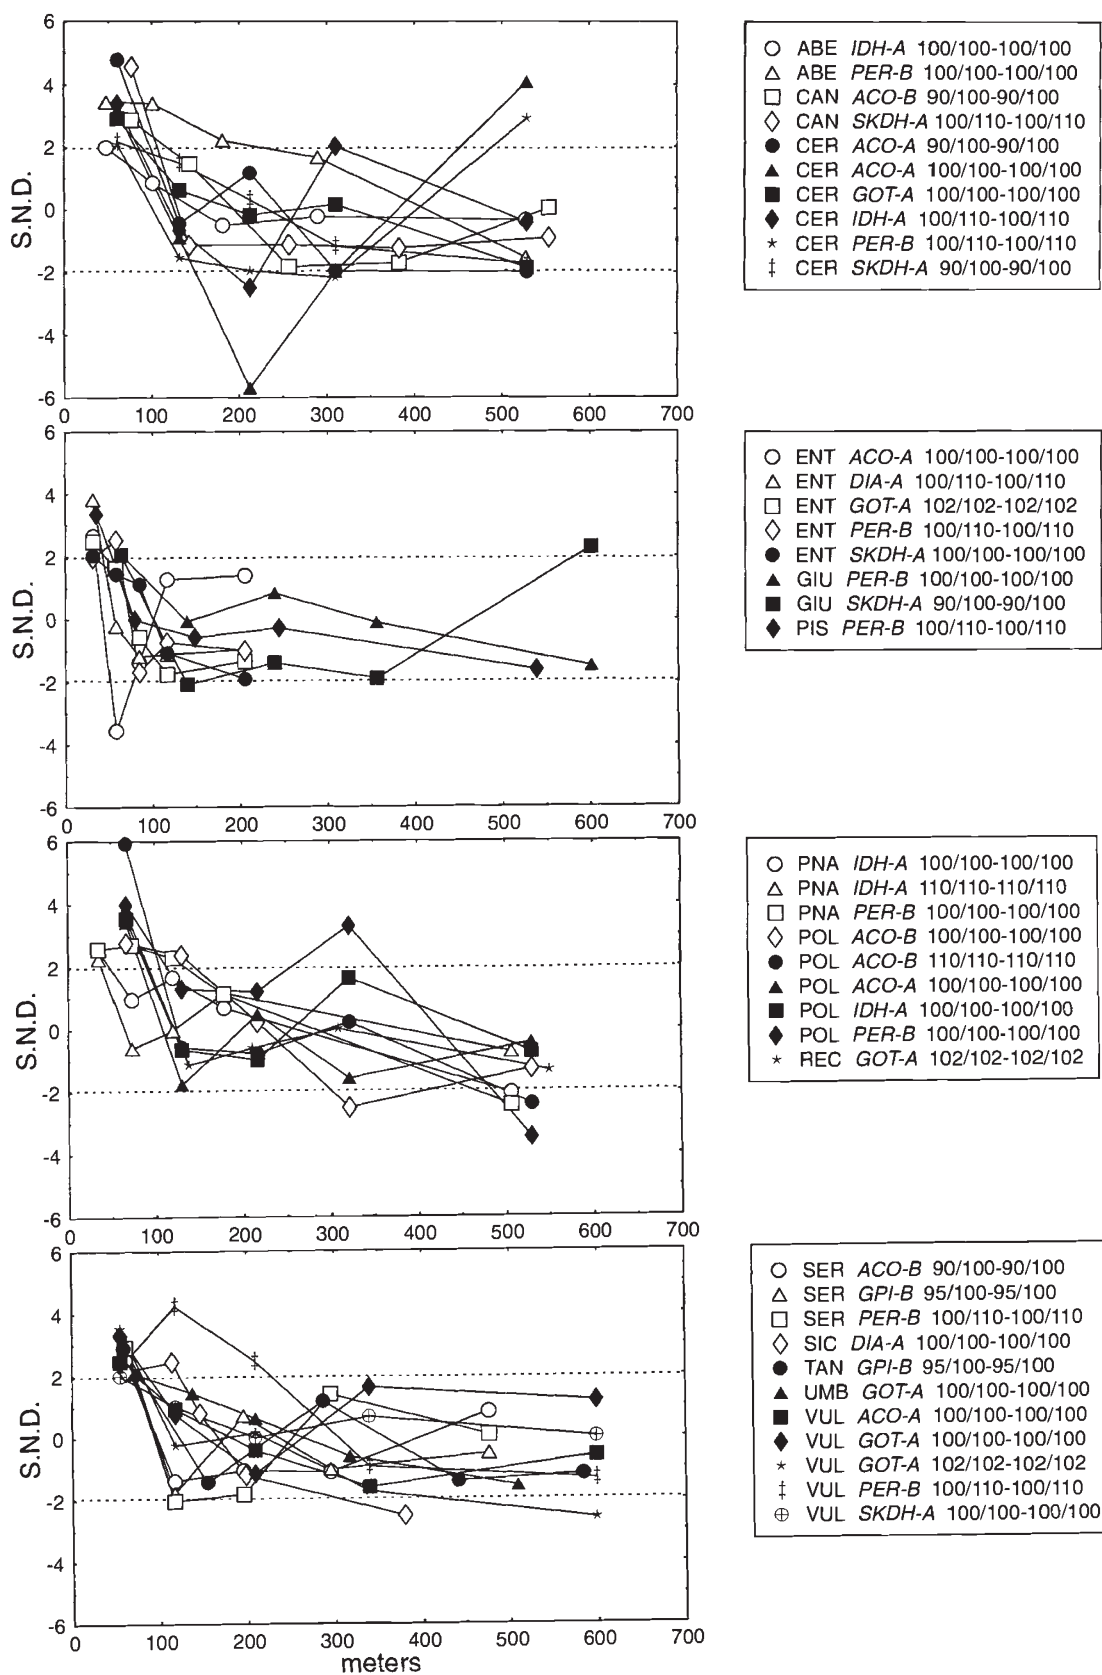 6
4
2
0
-2
-4
-6
S.N.D.
0 100 200 300 400 500 600 700
○ ABE IDH-A 100/100-100/100
△ ABE PER-B 100/100-100/100
□ CAN ACO-B 90/100-90/100
◇ CAN SKDH-A 100/110-100/110
● CER ACO-A 90/100-90/100
▲ CER ACO-A 100/100-100/100
■ CER GOT-A 100/100-100/100
◆ CER IDH-A 100/110-100/110
⋆ CER PER-B 100/110-100/110
‡ CER SKDH-A 90/100-90/100
6
4
2
0
-2
-4
-6
S.N.D.
0 100 200 300 400 500 600 700
○ ENT ACO-A 100/100-100/100
△ ENT DIA-A 100/110-100/110
□ ENT GOT-A 102/102-102/102
◇ ENT PER-B 100/110-100/110
● ENT SKDH-A 100/100-100/100
▲ GIU PER-B 100/100-100/100
■ GIU SKDH-A 90/100-90/100
◆ PIS PER-B 100/110-100/110
6
4
2
0
-2
-4
-6
S.N.D.
0 100 200 300 400 500 600 700
○ PNA IDH-A 100/100-100/100
△ PNA IDH-A 110/110-110/110
□ PNA PER-B 100/100-100/100
◇ POL ACO-B 100/100-100/100
● POL ACO-B 110/110-110/110
▲ POL ACO-A 100/100-100/100
■ POL IDH-A 100/100-100/100
◆ POL PER-B 100/100-100/100
⋆ REC GOT-A 102/102-102/102
6
4
2
0
-2
-4
-6
S.N.D.
0 100 200 300 400 500 600 700
meters
○ SER ACO-B 90/100-90/100
△ SER GPI-B 95/100-95/100
□ SER PER-B 100/110-100/110
◇ SIC DIA-A 100/100-100/100
● TAN GPI-B 95/100-95/100
▲ UMB GOT-A 100/100-100/100
■ VUL ACO-A 100/100-100/100
◆ VUL GOT-A 100/100-100/100
⋆ VUL GOT-A 102/102-102/102
‡ VUL PER-B 100/110-100/110
⊕ VUL SKDH-A 100/100-100/100